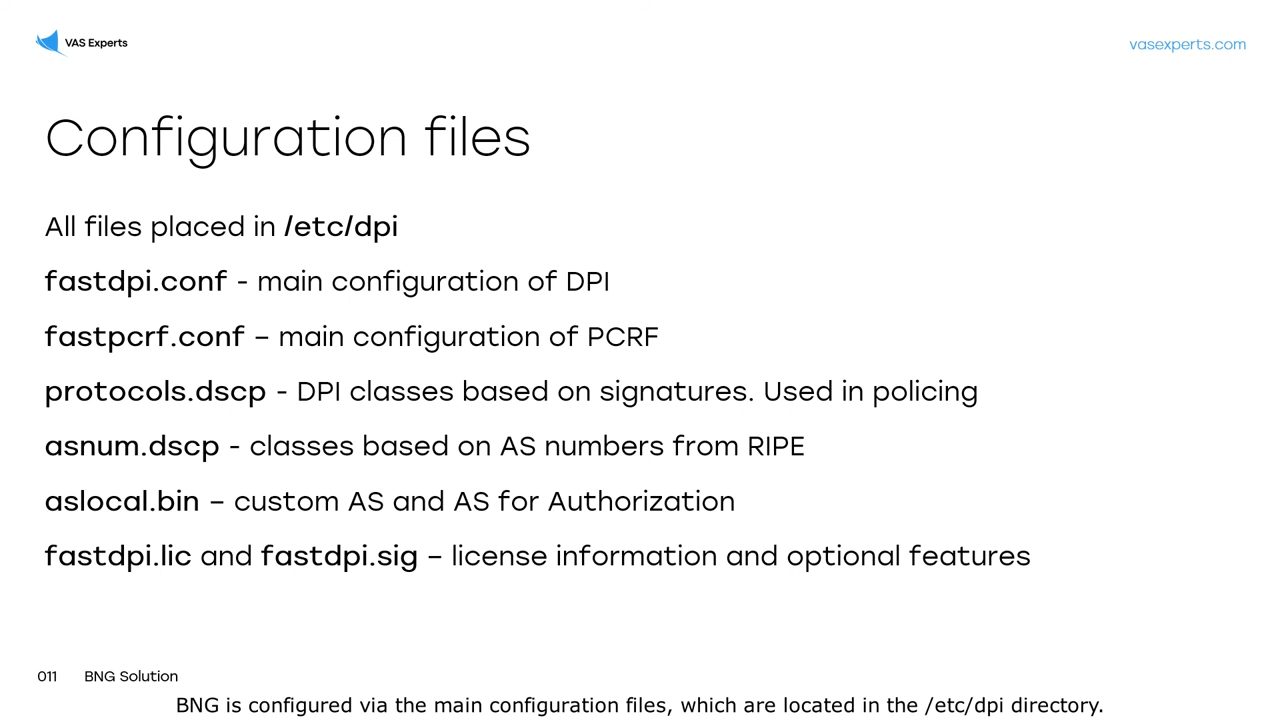 VAS Experts
vasexperts.com
Configuration files
All files placed in /etc/dpi
fastdpi.conf - main configuration of DPI
fastpcrf.conf – main configuration of PCRF
protocols.dscp - DPI classes based on signatures. Used in policing
asnum.dscp - classes based on AS numbers from RIPE
aslocal.bin – custom AS and AS for Authorization
fastdpi.lic and fastdpi.sig – license information and optional features
011 BNG Solution
BNG is configured via the main configuration files, which are located in the /etc/dpi directory.